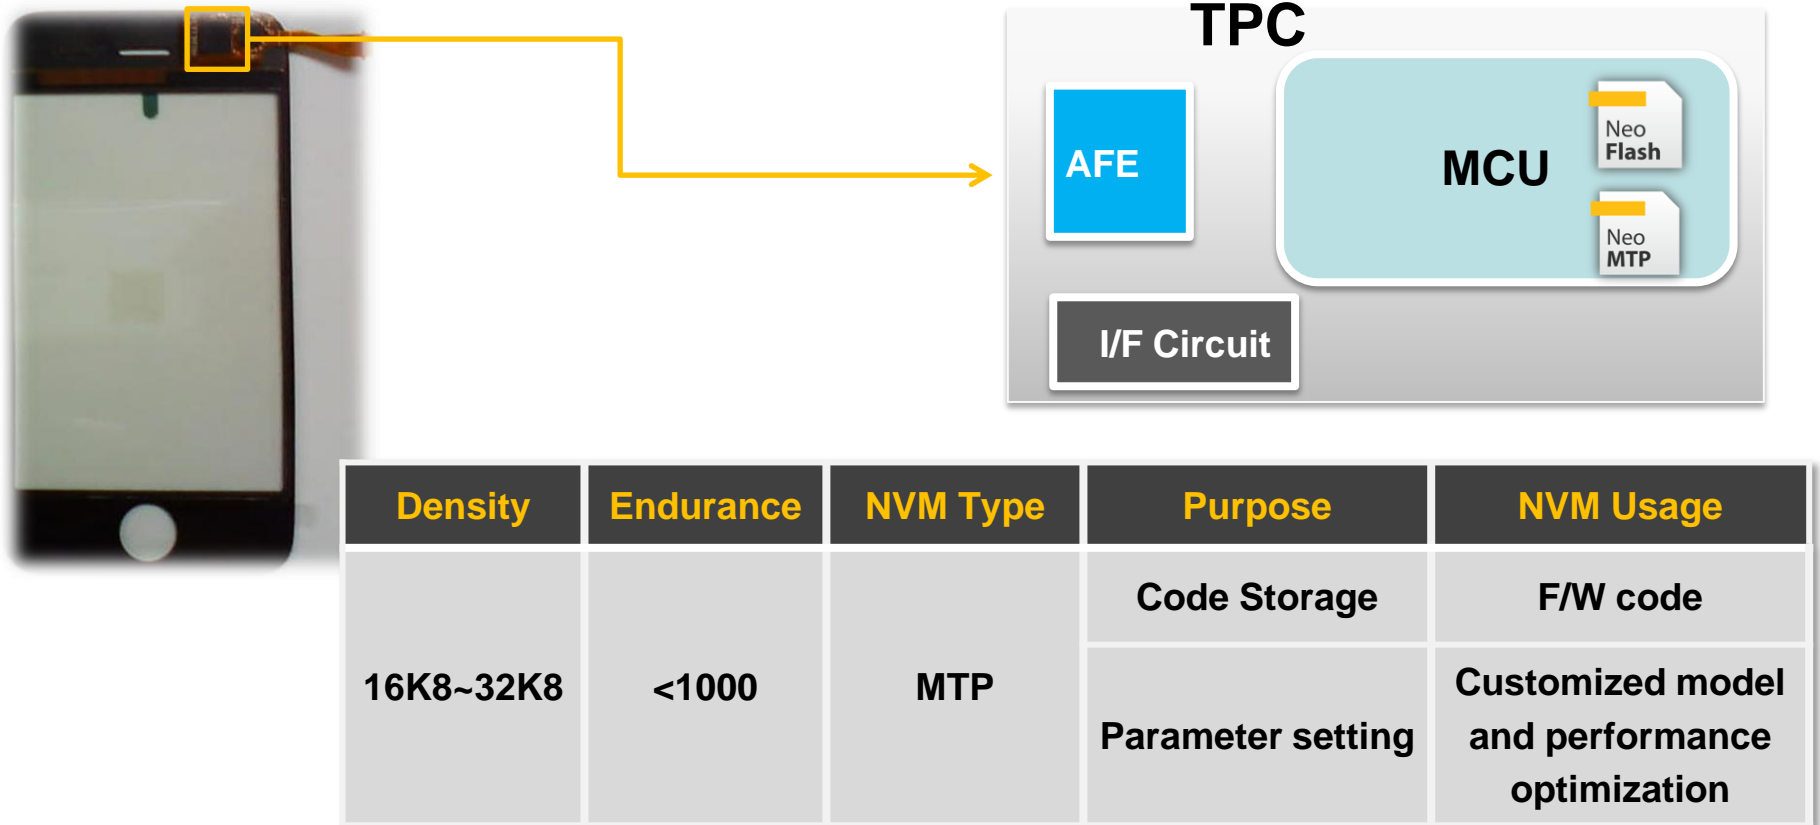 TPC
AFE
MCU
Neo
Flash
Neo
MTP
I/F Circuit
Density Endurance NVM Type Purpose NVM Usage
16K8~32K8 <1000 MTP
Code Storage F/W code
Parameter setting
Customized model
and performance
optimization